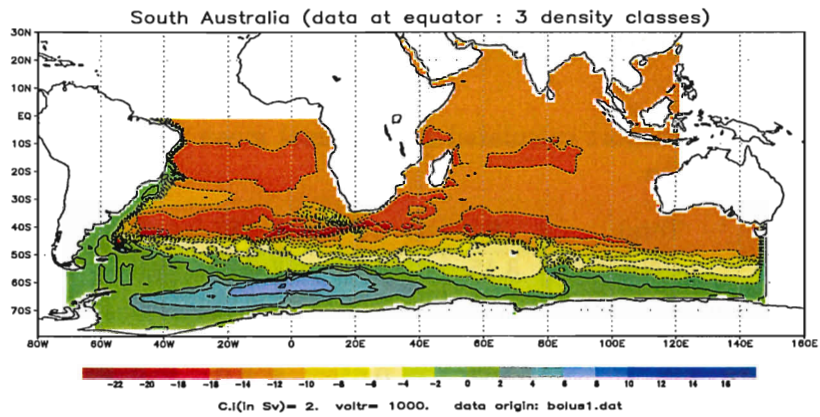 South Australia (data at equator : 3 density classes)
30N
20N
10N
EQ
10S
20S
30S
40S
50S
60S
70S
80W 60W 40W 20W 0 20E 40E 60E 80E 100E 120E 140E 160E
-22 -20 -18 -16 -14 -12 -10 -8 -6 -4 -2 0 2 6 8 10 12 14 16
C.I(in Sv)= 2. voltr= 1000. data origin: bolus1.dat